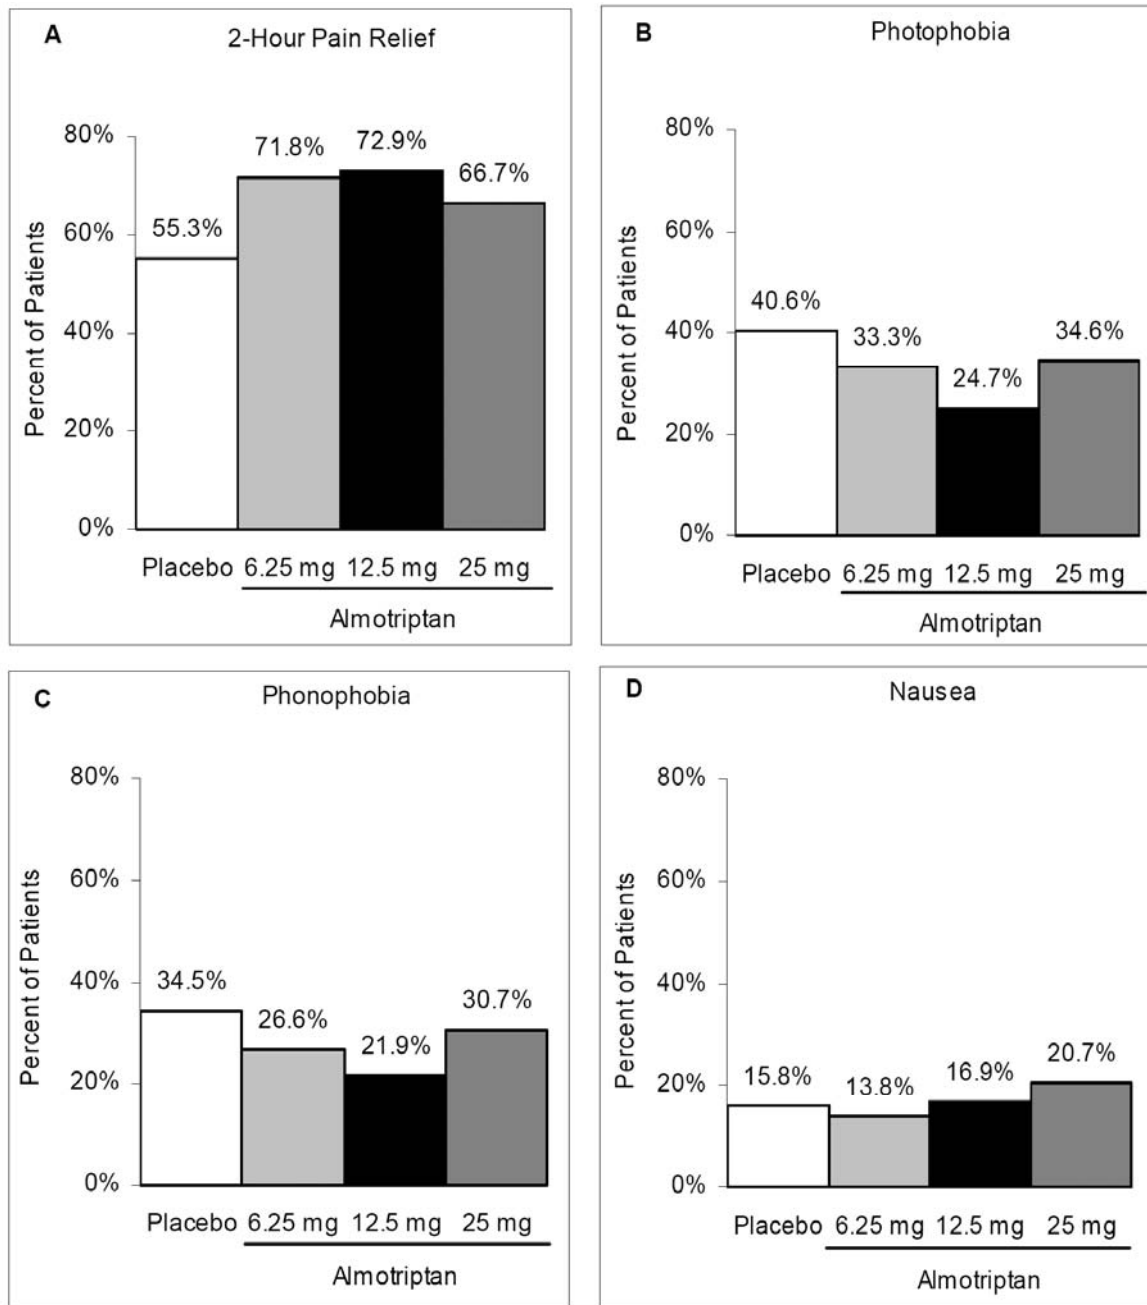 A
2-Hour Pain Relief
Percent of Patients
80%
60%
40%
20%
0%
55.3%
71.8%
72.9%
66.7%
Placebo 6.25 mg 12.5 mg 25 mg
Almotriptan
B
Photophobia
Percent of Patients
80%
60%
40%
20%
0%
40.6%
33.3%
24.7%
34.6%
Placebo 6.25 mg 12.5 mg 25 mg
Almotriptan
C
Phonophobia
Percent of Patients
80%
60%
40%
20%
0%
34.5%
26.6%
21.9%
30.7%
Placebo 6.25 mg 12.5 mg 25 mg
Almotriptan
D
Nausea
Percent of Patients
80%
60%
40%
20%
0%
15.8%
13.8%
16.9%
20.7%
Placebo 6.25 mg 12.5 mg 25 mg
Almotriptan